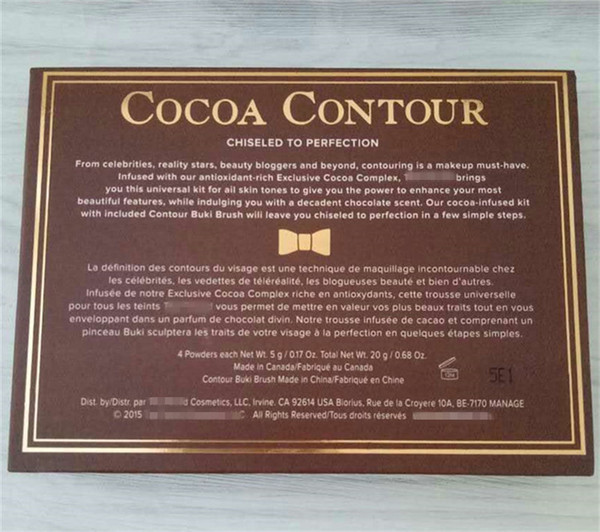 COCOA CONTOUR
CHISELED TO PERFECTION
From celebrities, reality stars, beauty bloggers and beyond, contouring is a makeup must-have.
Infused with our antioxidant-rich Exclusive Cocoa Complex, brings
you this universal kit for all skin tones to give you the power to enhance your most
beautiful features, while indulging you with a decadent chocolate scent. Our cocoa-infused kit
with included Contour Buki Brush will leave you chiseled to perfection in a few simple steps.
La définition des contours du visage est une technique de maquillage incontournable chez
les célébrités, les vedettes de téléréalité, les blogueuses beauté et bien d'autres.
Infusée de notre Exclusive Cocoa Complex riche en antioxydants, cette trousse universelle
pour tous les teints vous permet de mettre en valeur vos plus beaux traits tout en vous
enveloppant dans un parfum de chocolat divin. Notre trousse infusée de cacao et comprenant un
pinceau Buki sculptera les traits de votre visage à la perfection en quelques étapes simples.
4 Powders each Net Wt. 5 g / 0.17 Oz. Total Net Wt. 20 g / 0.68 Oz.
Made in Canada/Fabriqué au Canada
Contour Buki Brush Made in China/Fabriqué en Chine
5E1
Dist. by/Distr. par d Cosmetics, LLC, Irvine, CA 92614 USA Biorius, Rue de la Croyere 10A, BE-7170 MANAGE
© 2015 All Rights Reserved/Tous droits réservés